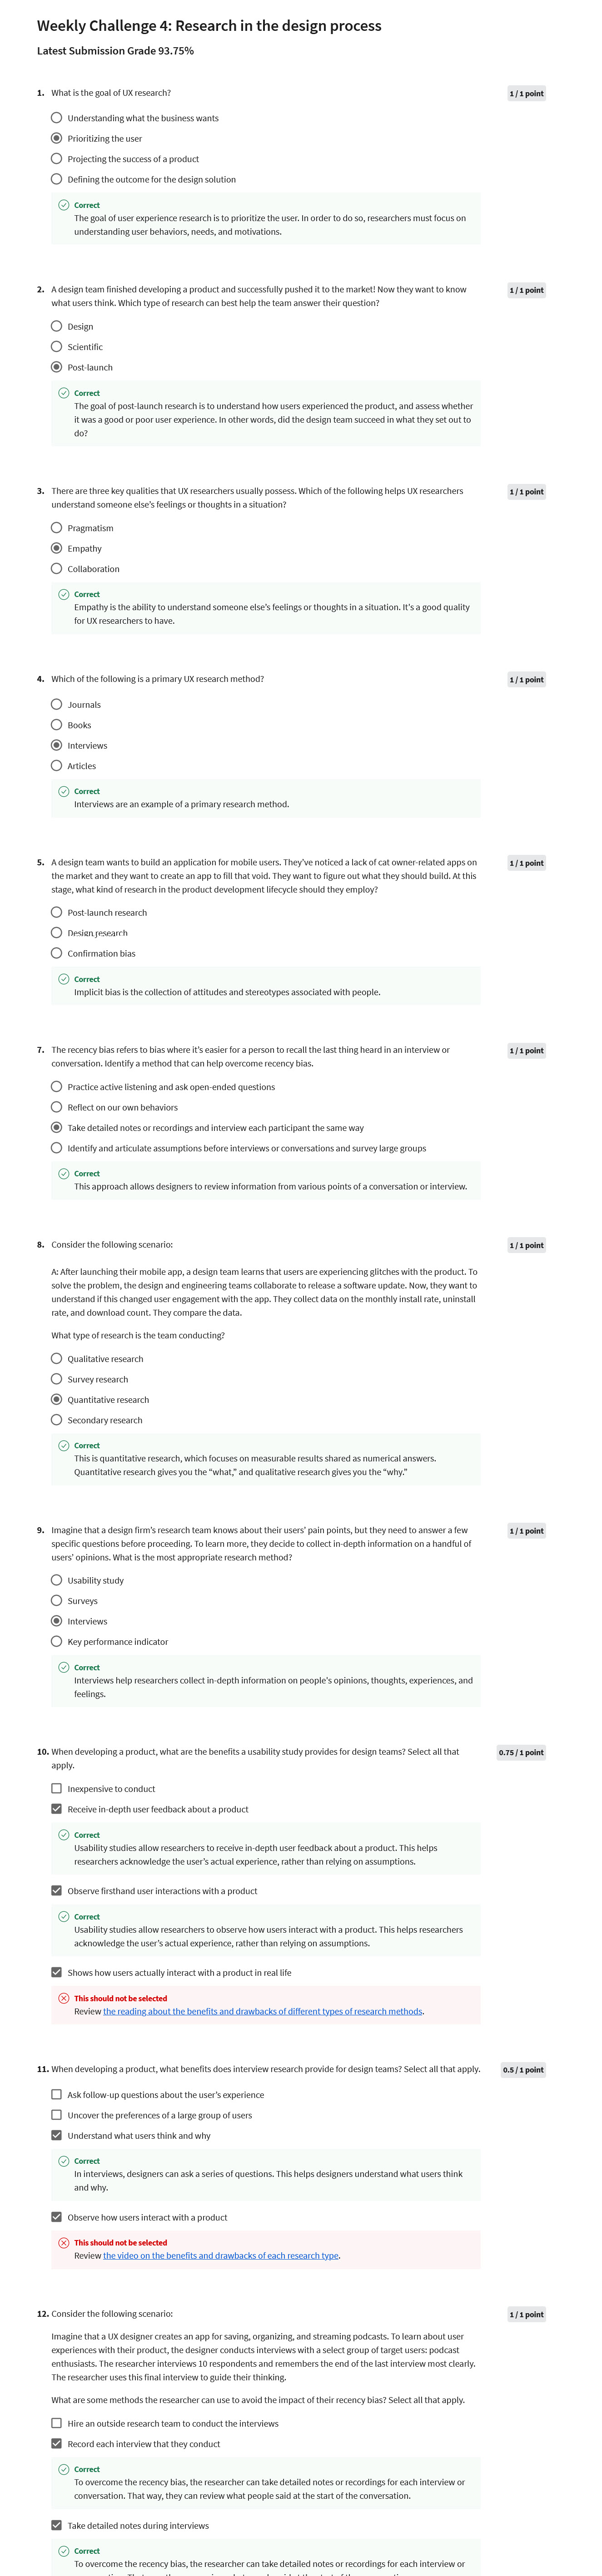 Weekly Challenge 4: Research in the design process
Latest Submission Grade 93.75%
1. What is the goal of UX research?
1 / 1 point
Understanding what the business wants
Prioritizing the user
Projecting the success of a product
Defining the outcome for the design solution
Correct
The goal of user experience research is to prioritize the user. In order to do so, researchers must focus on
understanding user behaviors, needs, and motivations.
2. A design team finished developing a product and successfully pushed it to the market! Now they want to know
what users think. Which type of research can best help the team answer their question?
1 / 1 point
Design
Scientific
Post-launch
Correct
The goal of post-launch research is to understand how users experienced the product, and assess whether
it was a good or poor user experience. In other words, did the design team succeed in what they set out to
do?
3. There are three key qualities that UX researchers usually possess. Which of the following helps UX researchers
understand someone else's feelings or thoughts in a situation?
1 / 1 point
Pragmatism
Empathy
Collaboration
Correct
Empathy is the ability to understand someone else's feelings or thoughts in a situation. It's a good quality
for UX researchers to have.
4. Which of the following is a primary UX research method?
1 / 1 point
Journals
Books
Interviews
Articles
Correct
Interviews are an example of a primary research method.
5. A design team wants to build an application for mobile users. They've noticed a lack of cat owner-related apps on
the market and they want to create an app to fill that void. They want to figure out what they should build. At this
stage, what kind of research in the product development lifecycle should they employ?
1 / 1 point
Post-launch research
Design research
Confirmation bias
Correct
Implicit bias is the collection of attitudes and stereotypes associated with people.
7. The recency bias refers to bias where it's easier for a person to recall the last thing heard in an interview or
conversation. Identify a method that can help overcome recency bias.
1 / 1 point
Practice active listening and ask open-ended questions
Reflect on our own behaviors
Take detailed notes or recordings and interview each participant the same way
Identify and articulate assumptions before interviews or conversations and survey large groups
Correct
This approach allows designers to review information from various points of a conversation or interview.
8. Consider the following scenario:
1 / 1 point
A: After launching their mobile app, a design team learns that users are experiencing glitches with the product. To
solve the problem, the design and engineering teams collaborate to release a software update. Now, they want to
understand if this changed user engagement with the app. They collect data on the monthly install rate, uninstall
rate, and download count. They compare the data.
What type of research is the team conducting?
Qualitative research
Survey research
Quantitative research
Secondary research
Correct
This is quantitative research, which focuses on measurable results shared as numerical answers.
Quantitative research gives you the "what," and qualitative research gives you the "why."
9. Imagine that a design firm's research team knows about their users' pain points, but they need to answer a few
specific questions before proceeding. To learn more, they decide to collect in-depth information on a handful of
users' opinions. What is the most appropriate research method?
1 / 1 point
Usability study
Surveys
Interviews
Key performance indicator
Correct
Interviews help researchers collect in-depth information on people's opinions, thoughts, experiences, and
feelings.
10. When developing a product, what are the benefits a usability study provides for design teams? Select all that
apply.
0.75 / 1 point
Inexpensive to conduct
Receive in-depth user feedback about a product
Correct
Usability studies allow researchers to receive in-depth user feedback about a product. This helps
researchers acknowledge the user's actual experience, rather than relying on assumptions.
Observe firsthand user interactions with a product
Correct
Usability studies allow researchers to observe how users interact with a product. This helps researchers
acknowledge the user's actual experience, rather than relying on assumptions.
Shows how users actually interact with a product in real life
This should not be selected
Review the reading about the benefits and drawbacks of different types of research methods.
11. When developing a product, what benefits does interview research provide for design teams? Select all that apply.
0.5 / 1 point
Ask follow-up questions about the user's experience
Uncover the preferences of a large group of users
Understand what users think and why
Correct
In interviews, designers can ask a series of questions. This helps designers understand what users think
and why.
Observe how users interact with a product
This should not be selected
Review the video on the benefits and drawbacks of each research type.
12. Consider the following scenario:
1 / 1 point
Imagine that a UX designer creates an app for saving, organizing, and streaming podcasts. To learn about user
experiences with their product, the designer conducts interviews with a select group of target users: podcast
enthusiasts. The researcher interviews 10 respondents and remembers the end of the last interview most clearly.
The researcher uses this final interview to guide their thinking.
What are some methods the researcher can use to avoid the impact of their recency bias? Select all that apply.
Hire an outside research team to conduct the interviews
Record each interview that they conduct
Correct
To overcome the recency bias, the researcher can take detailed notes or recordings for each interview or
conversation. That way, they can review what people said at the start of the conversation.
Take detailed notes during interviews
Correct
To overcome the recency bias, the researcher can take detailed notes or recordings for each interview or